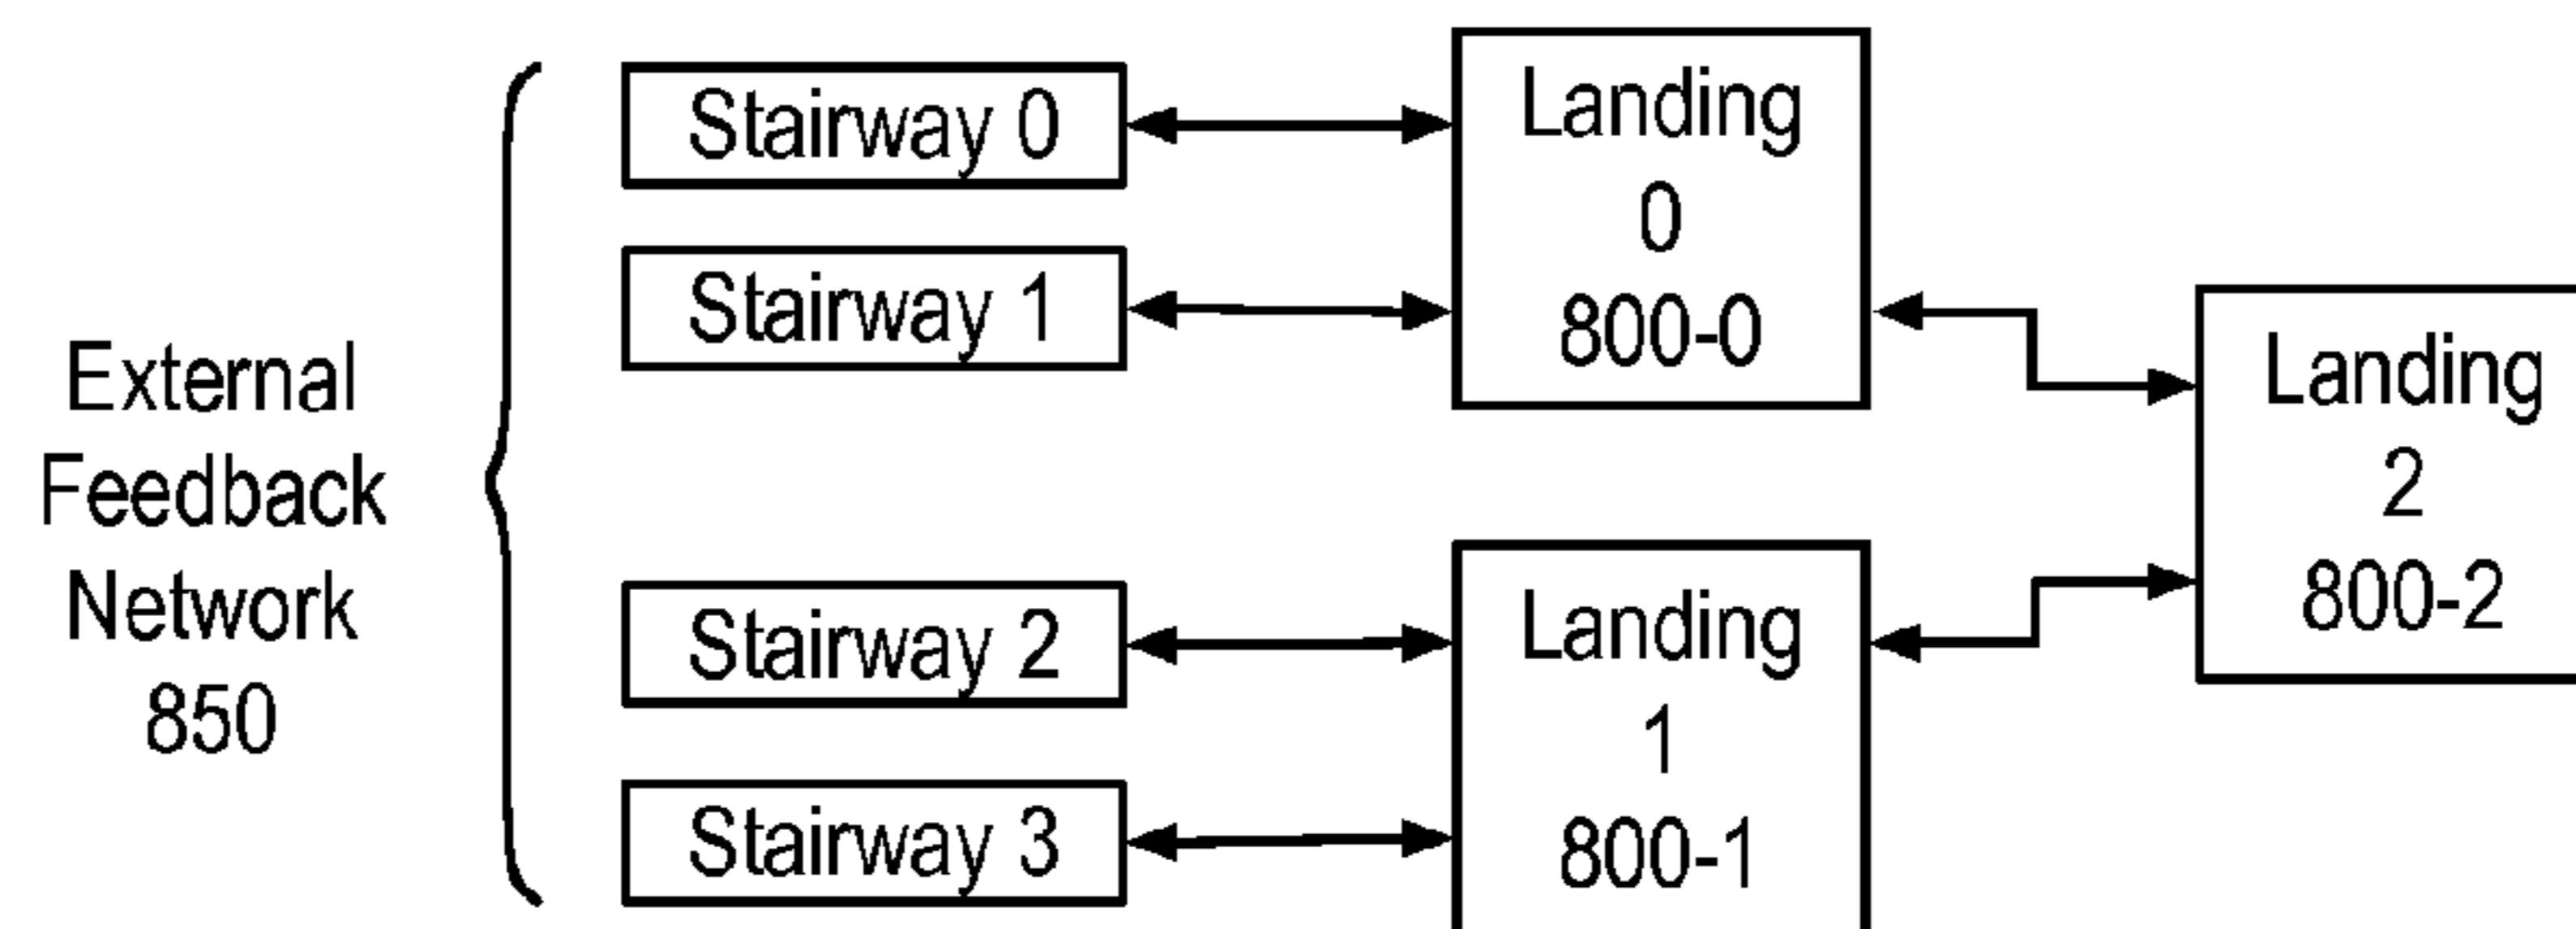 External
Feedback
Network
850
Stairway 0
Stairway 1
Stairway 2
Stairway 3
Landing
0
800-0
Landing
1
800-1
Landing
2
800-2